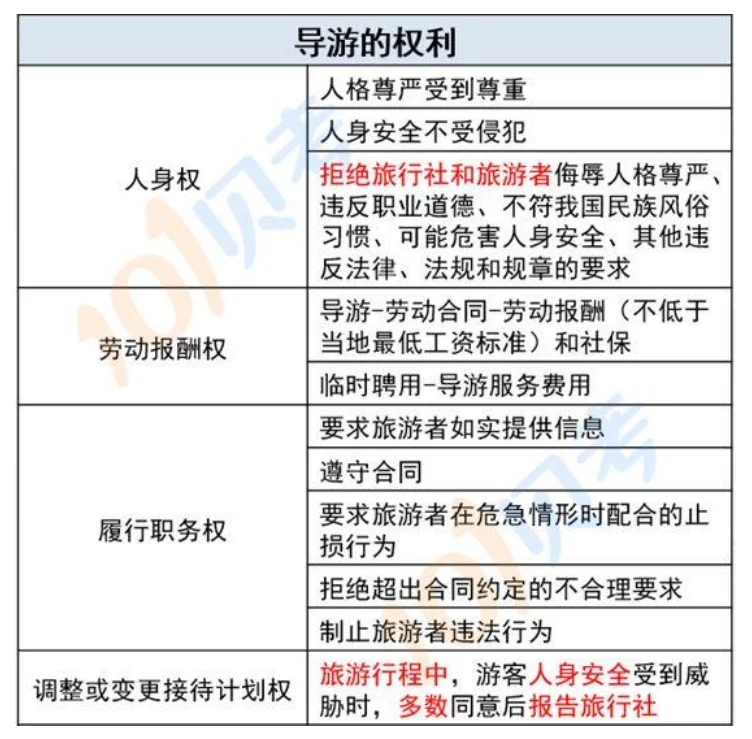 导游的权利
人身权
人格尊严受到尊重
人身安全不受侵犯
拒绝旅行社和旅游者侮辱人格尊严、
违反职业道德、不符我国民族风俗
习惯、可能危害人身安全、其他违
反法律、法规和规章的要求
劳动报酬权
导游-劳动合同-劳动报酬（不低于
当地最低工资标准）和社保
临时聘用-导游服务费用
履行职务权
要求旅游者如实提供信息
遵守合同
要求旅游者在危急情形时配合的止
损行为
拒绝超出合同约定的不合理要求
制止旅游者违法行为
调整或变更接待计划权
旅游行程中，游客人身安全受到威
胁时，多数同意后报告旅行社
101贝考
101贝考